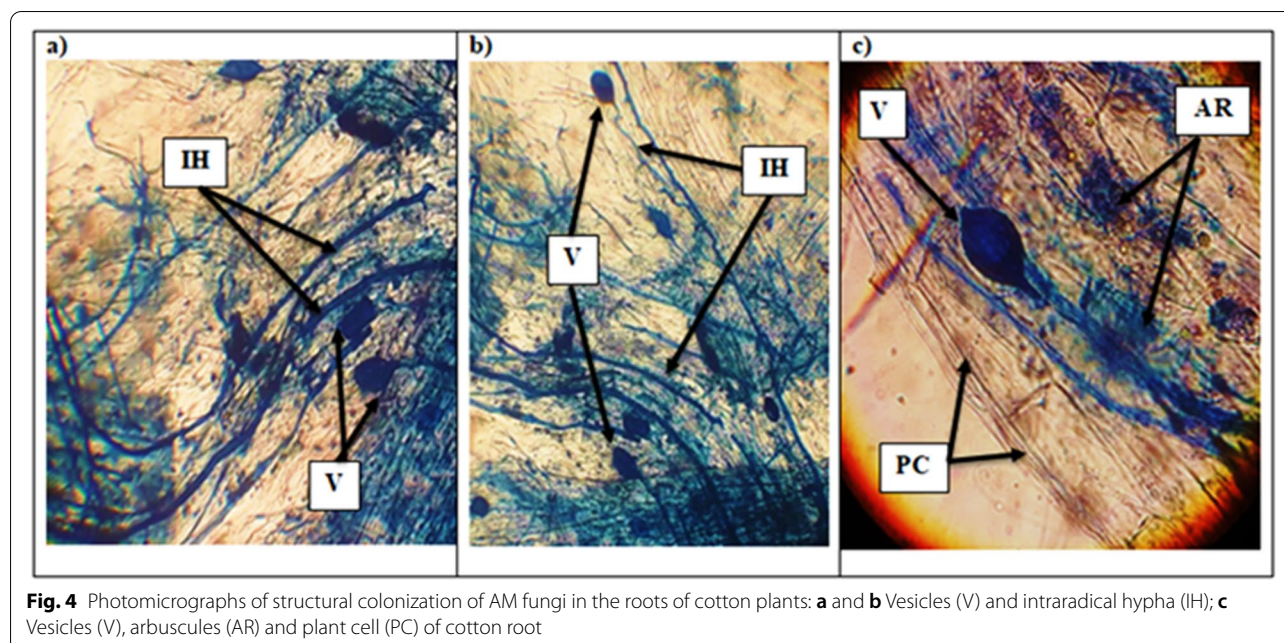 a)
b)
c)
IH
V
V
IH
V
AR
PC
Fig. 4 Photomicrographs of structural colonization of AM fungi in the roots of cotton plants: a and b Vesicles (V) and intraradical hypha (IH); c
Vesicles (V), arbuscules (AR) and plant cell (PC) of cotton root